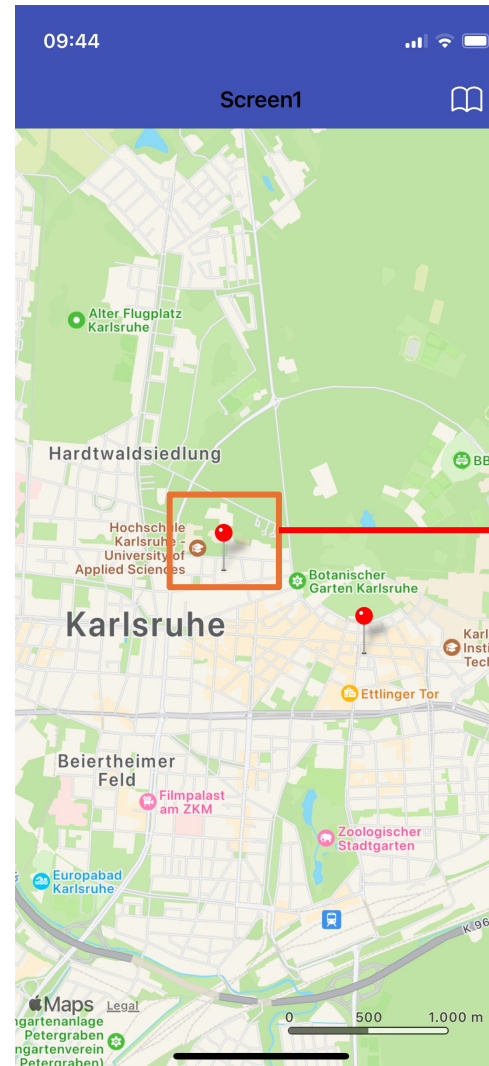 09:44
Screen1
Alter Flugplatz
Karlsruhe
Hardtwaldsiedlung
BB
Hochschule
Karlsruhe -
University of
Applied Sciences
Botanischer
Garten Karlsruhe
Karlsruhe
Karl
Insti
Tech
Ettlinger Tor
Beiertheimer
Feld
Filmpalast
am ZKM
Zoologischer
Stadtgarten
Europabad
Karlsruhe
K 96
Maps Legal
0 500 1.000 m
ngartenanlage
Petergraben
ngartenverein
Petergraben)